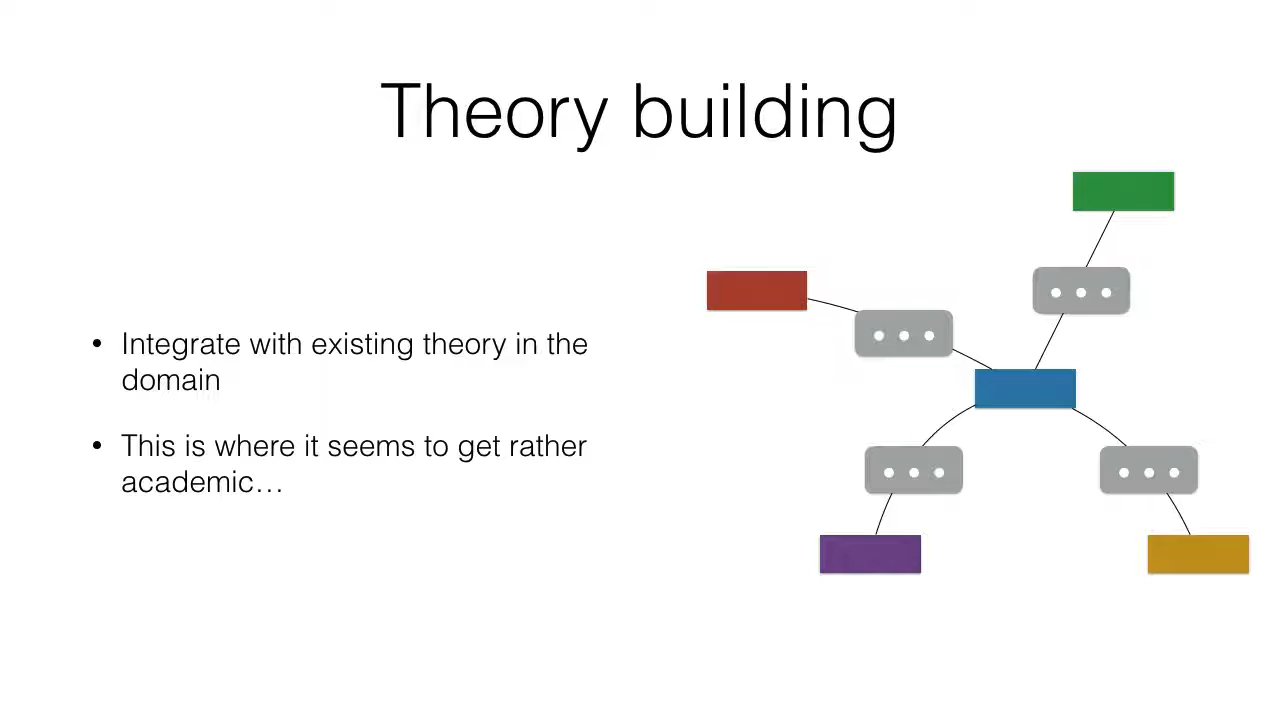 Theory building
• Integrate with existing theory in the
domain
• This is where it seems to get rather
academic…